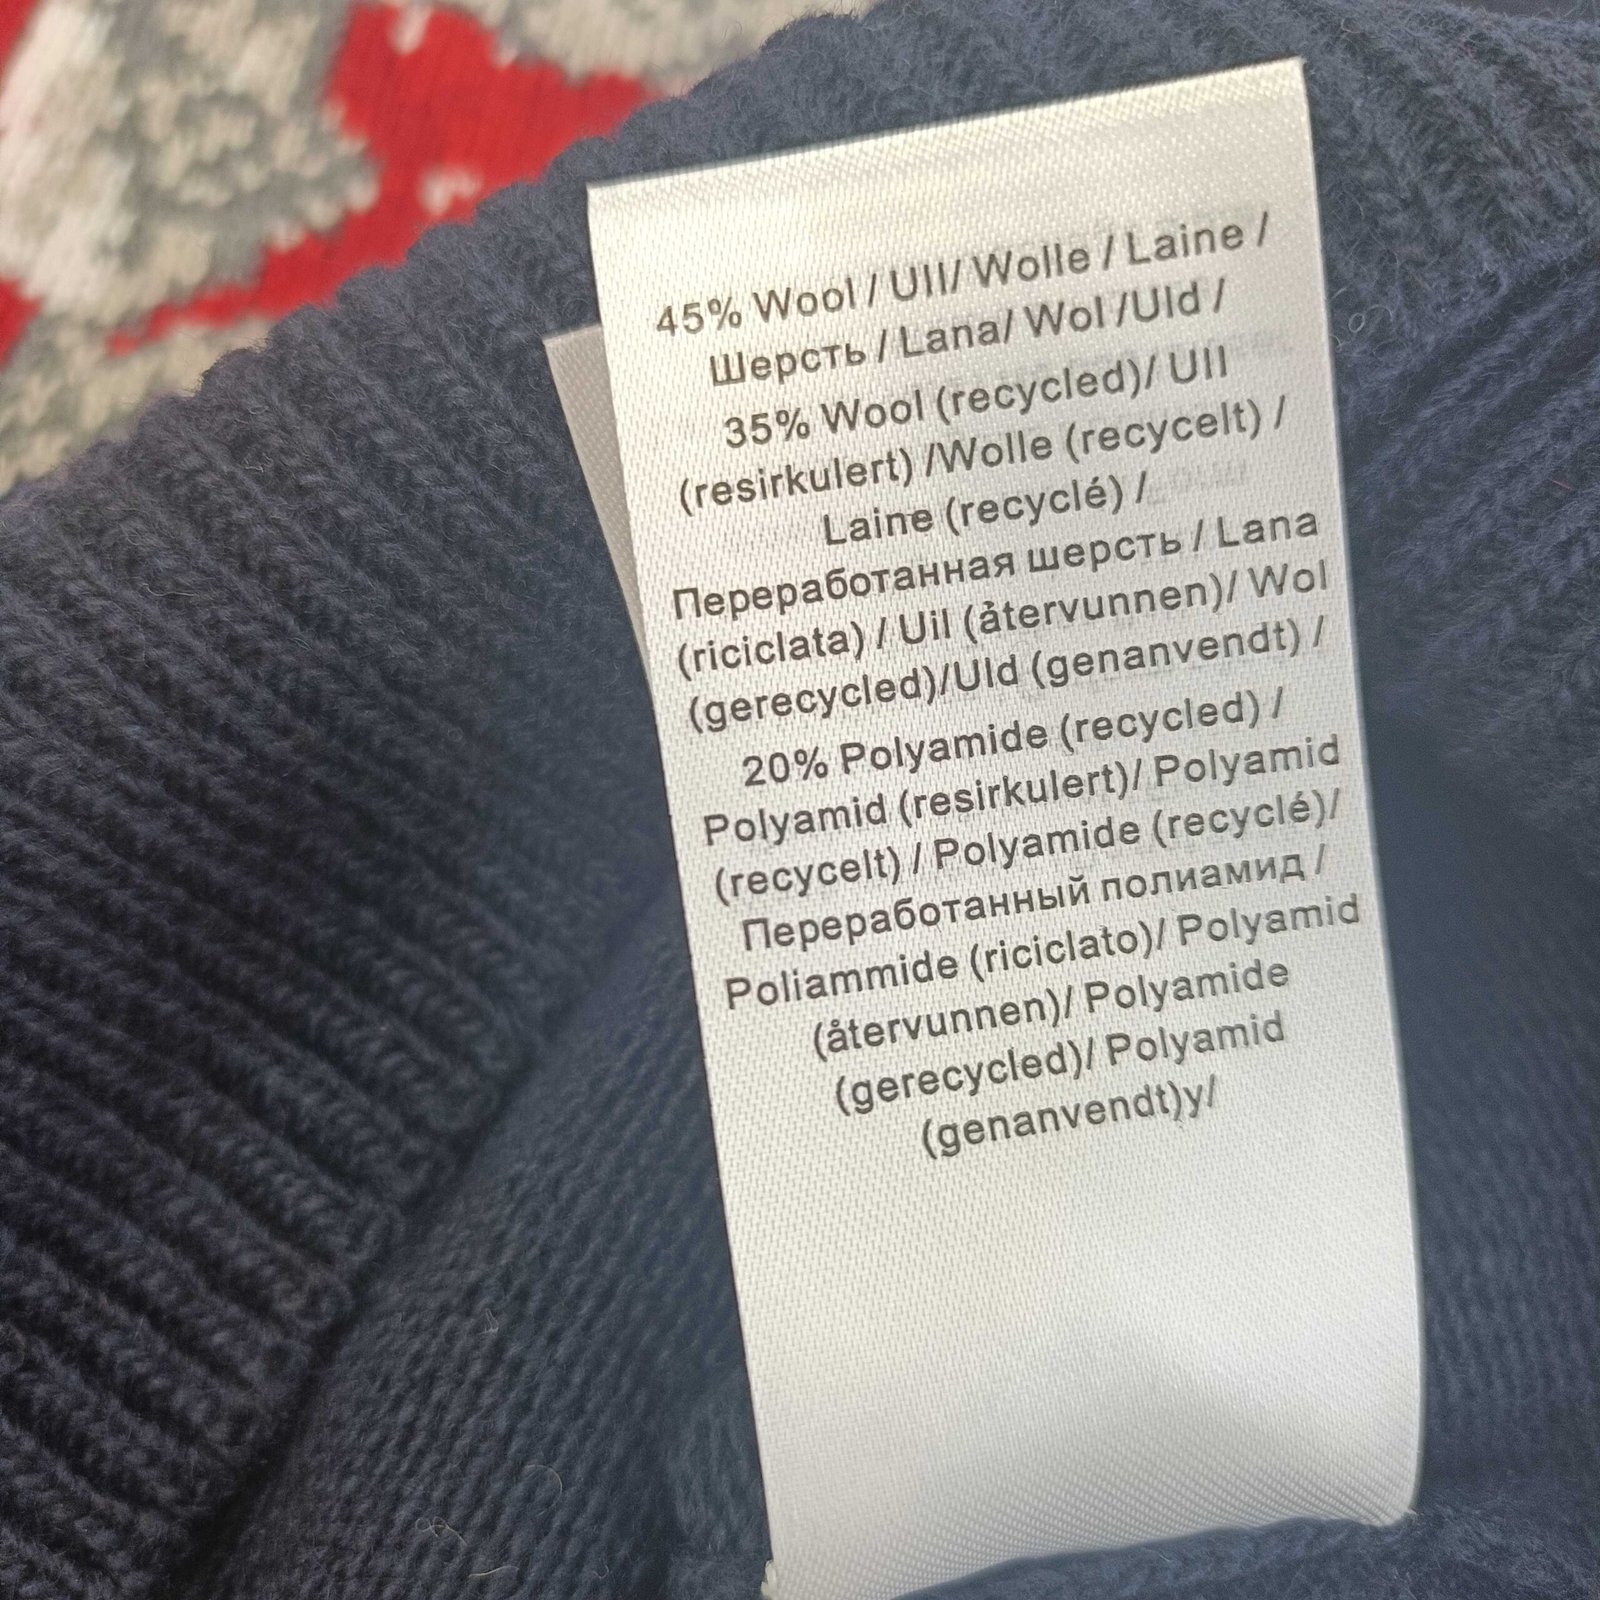 45% Wool / Ull/ Wolle / Laine /
Шерсть / Lana/ Wol /Uld /
35% Wool (recycled)/ Ull
(resirkulert) /Wolle (recycelt) /
Laine (recyclé) /
Переработанная шерсть / Lana
(riciclata) / Uil (återvunnen)/ Wol
(gerecycled)/Uld (genanvendt) /
20% Polyamide (recycled) /
Polyamid (resirkulert)/ Polyamid
(recycelt) / Polyamide (recyclé)/
Переработанный полиамид /
Poliammide (riciclato)/ Polyamid
(återvunnen)/ Polyamide
(gerecycled)/ Polyamid
(genanvendt)y/